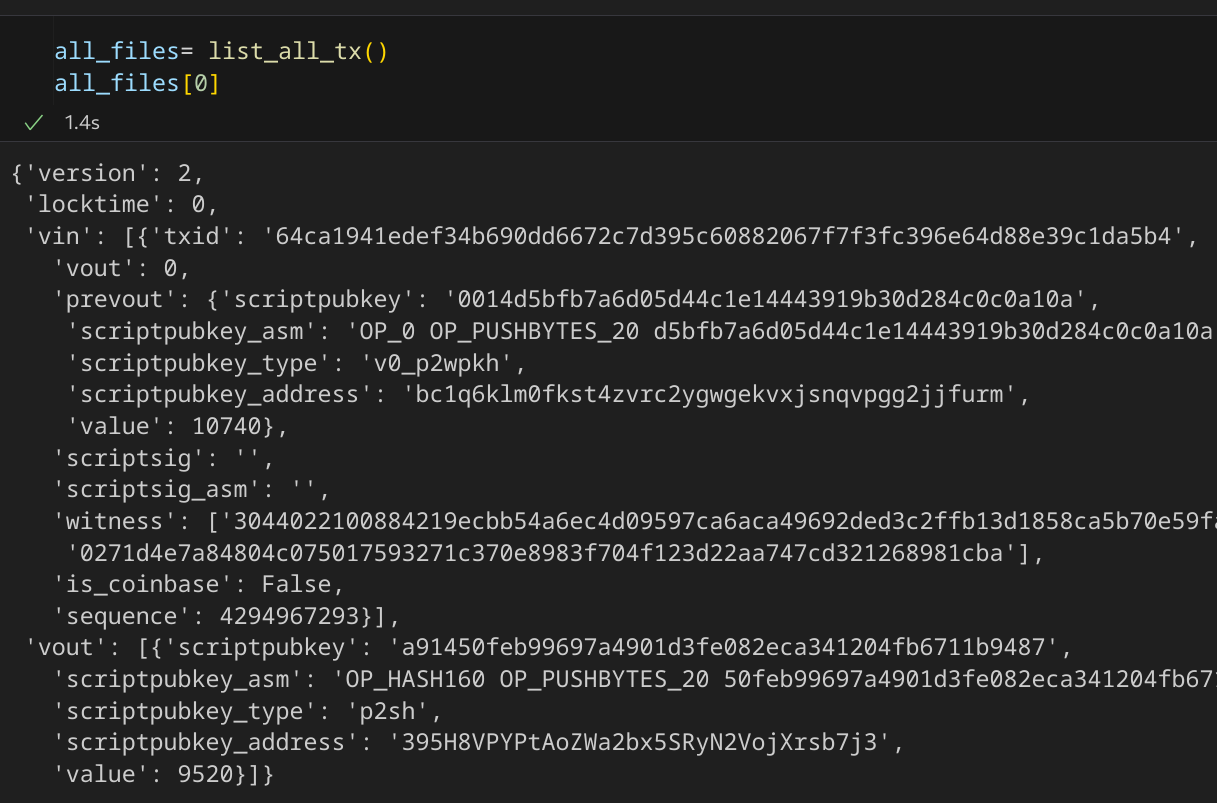 all_files= list_all_tx()
all_files[0]
1.4s
{'version': 2,
'locktime': 0,
'vin': [{'txid': '64ca1941edef34b690dd6672c7d395c60882067f7f3fc396e64d88e39c1da5b4',
'vout': 0,
'prevout': {'scriptpubkey': '0014d5bfb7a6d05d44c1e14443919b30d284c0c0a10a',
'scriptpubkey_asm': 'OP_0 OP_PUSHBYTES_20 d5bfb7a6d05d44c1e14443919b30d284c0c0a10a
'scriptpubkey_type': 'v0_p2wpkh',
'scriptpubkey_address': 'bc1q6klm0fkst4zvrc2ygwgekvxjsnqvpgg2jjfurm',
'value': 10740},
'scriptsig': '',
'scriptsig_asm': '',
'witness': ['3044022100884219ecbb54a6ec4d09597ca6aca49692ded3c2ffb13d1858ca5b70e59fa
'0271d4e7a84804c075017593271c370e8983f704f123d22aa747cd321268981cba'],
'is_coinbase': False,
'sequence': 4294967293}],
'vout': [{'scriptpubkey': 'a91450feb99697a4901d3fe082eca341204fb6711b9487',
'scriptpubkey_asm': 'OP_HASH160 OP_PUSHBYTES_20 50feb99697a4901d3fe082eca341204fb671
'scriptpubkey_type': 'p2sh',
'scriptpubkey_address': '395H8VPYPtAoZWa2bx5SRyN2VojXrsb7j3',
'value': 9520}]}